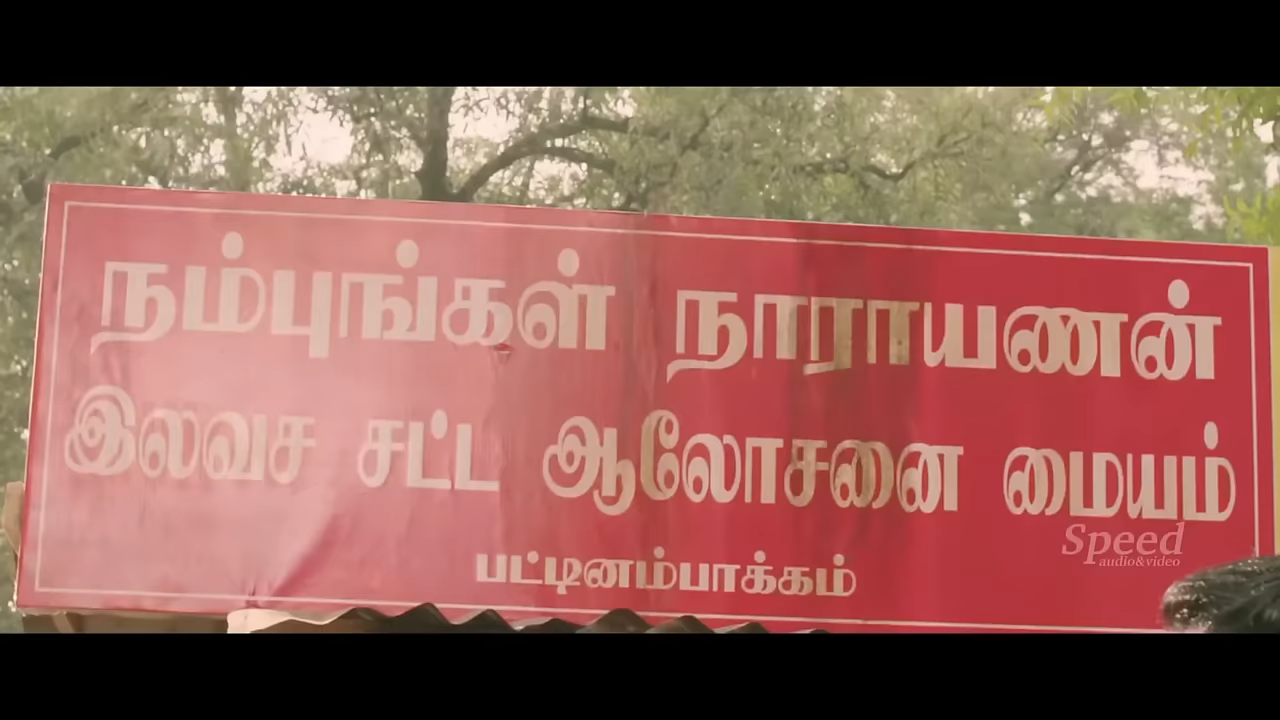 நம்புங்கள் நாராயணன்
இலவச சட்ட ஆலோசனை மையம்
பட்டினம்பாக்கம்
Speed
audio&video